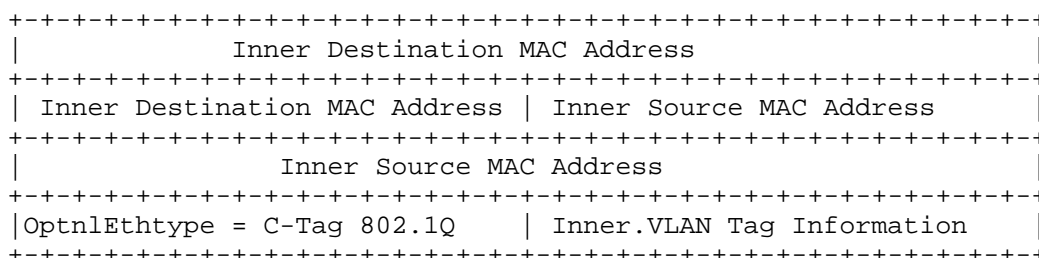 +-+-+-+-+-+-+-+-+-+-+-+-+-+-+-+-+-+-+-+-+-+-+-+-+-+-+-+-+-+-+-+-+
|              Inner Destination MAC Address                      |
+-+-+-+-+-+-+-+-+-+-+-+-+-+-+-+-+-+-+-+-+-+-+-+-+-+-+-+-+-+-+-+-+
| Inner Destination MAC Address | Inner Source MAC Address      |
+-+-+-+-+-+-+-+-+-+-+-+-+-+-+-+-+-+-+-+-+-+-+-+-+-+-+-+-+-+-+-+-+
|                 Inner Source MAC Address                        |
+-+-+-+-+-+-+-+-+-+-+-+-+-+-+-+-+-+-+-+-+-+-+-+-+-+-+-+-+-+-+-+-+
|OptnlEthtype = C-Tag 802.1Q    | Inner.VLAN Tag Information    |
+-+-+-+-+-+-+-+-+-+-+-+-+-+-+-+-+-+-+-+-+-+-+-+-+-+-+-+-+-+-+-+-+